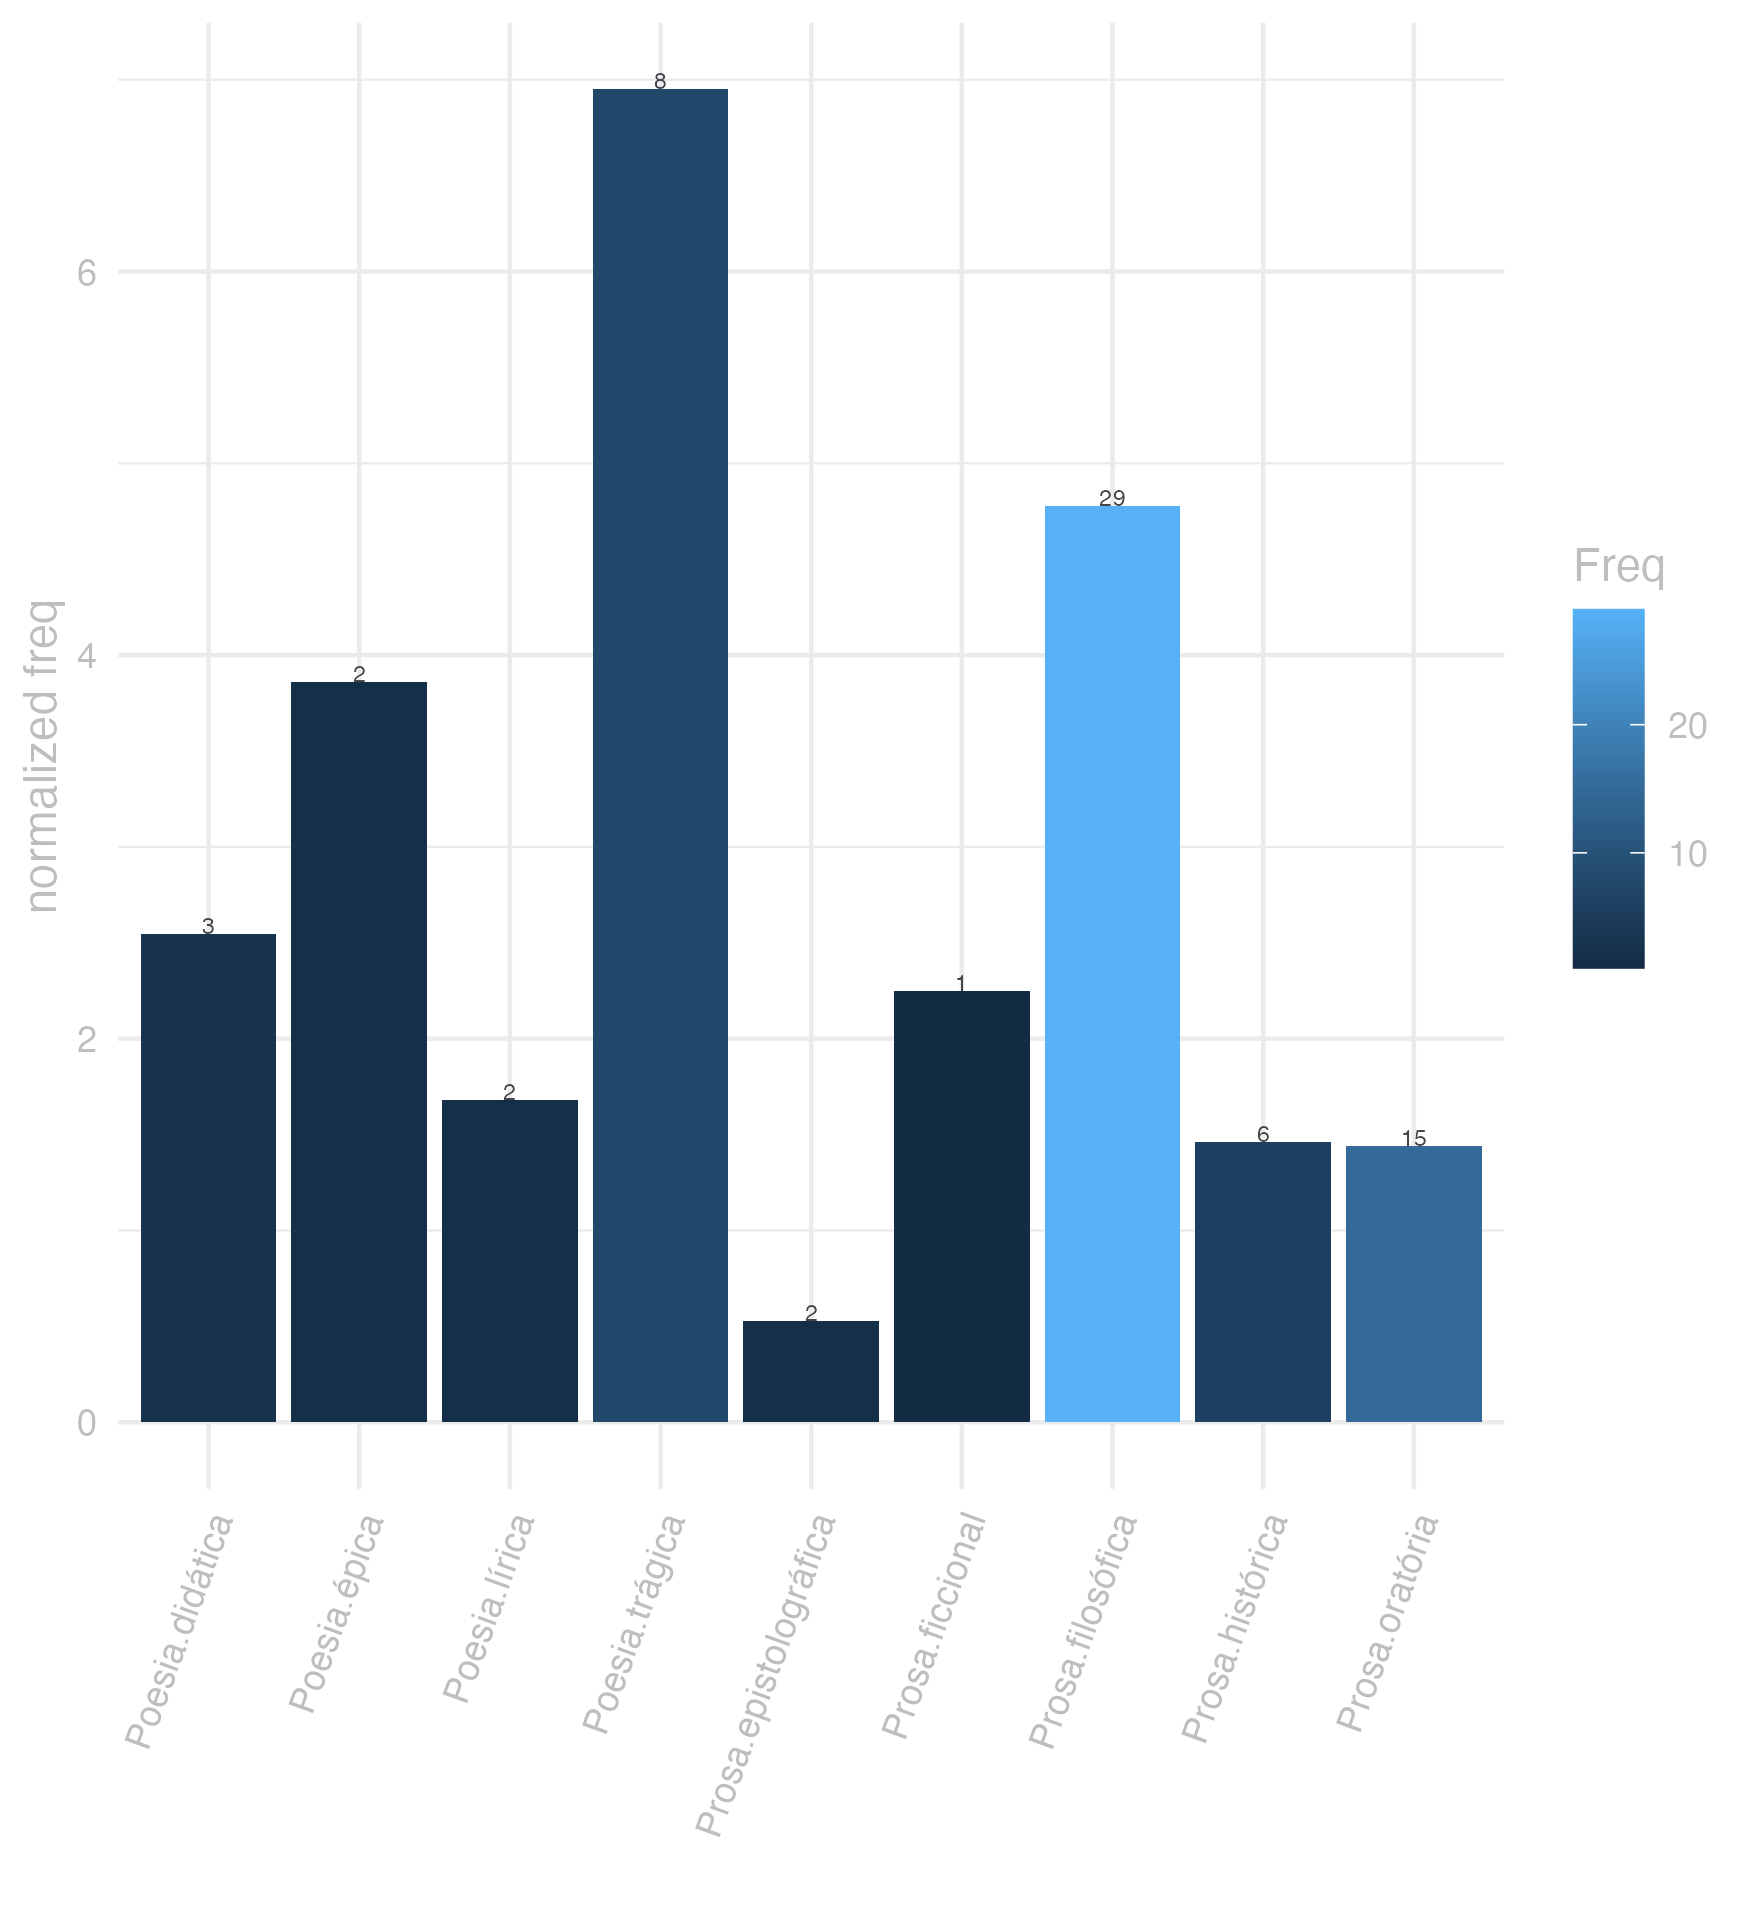 normalized freq
6
4
2
0
3
2
2
8
2
1
29
6
15
Poesia.didática
Poesia.épica
Poesia.lírica
Poesia.trágica
Prosa.epistolográfica
Prosa.ficcional
Prosa.filosófica
Prosa.histórica
Prosa.oratória
Freq
20
10